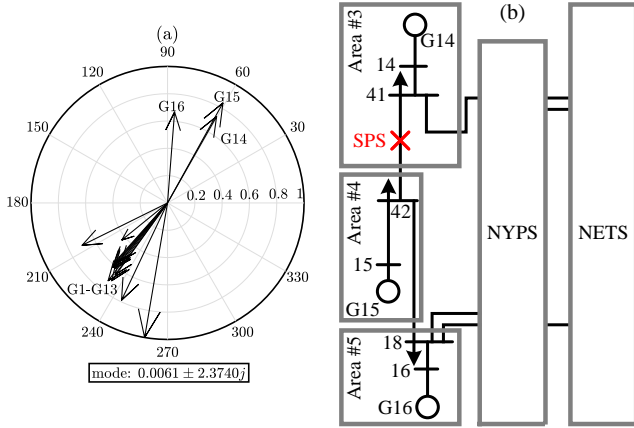 (a)
90
120
60
G16
G15
150
G14
30
180
0.2 0.4 0.6 0.8 1
210
330
G1-G13
240
300
270
mode: 0.0061 ± 2.3740j
(b)
Area #3
G14
14
41
SPS
Area #4
42
15
G15
Area #5
18
16
G16
NYPS
NETS